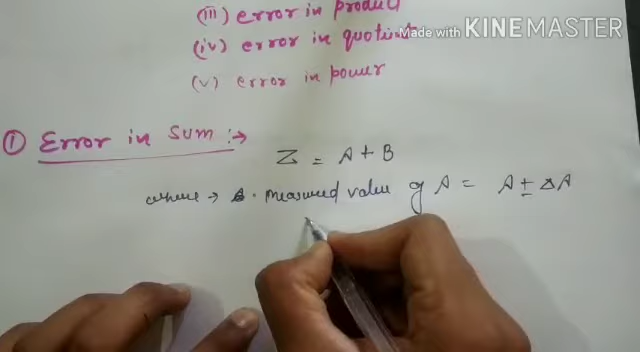 (iii) error in product
(iv) error in quotient
Made with KINEMASTER
(v) error in power
① Error in sum :→
Z = A + B
where → measured value of A = A ± ΔA